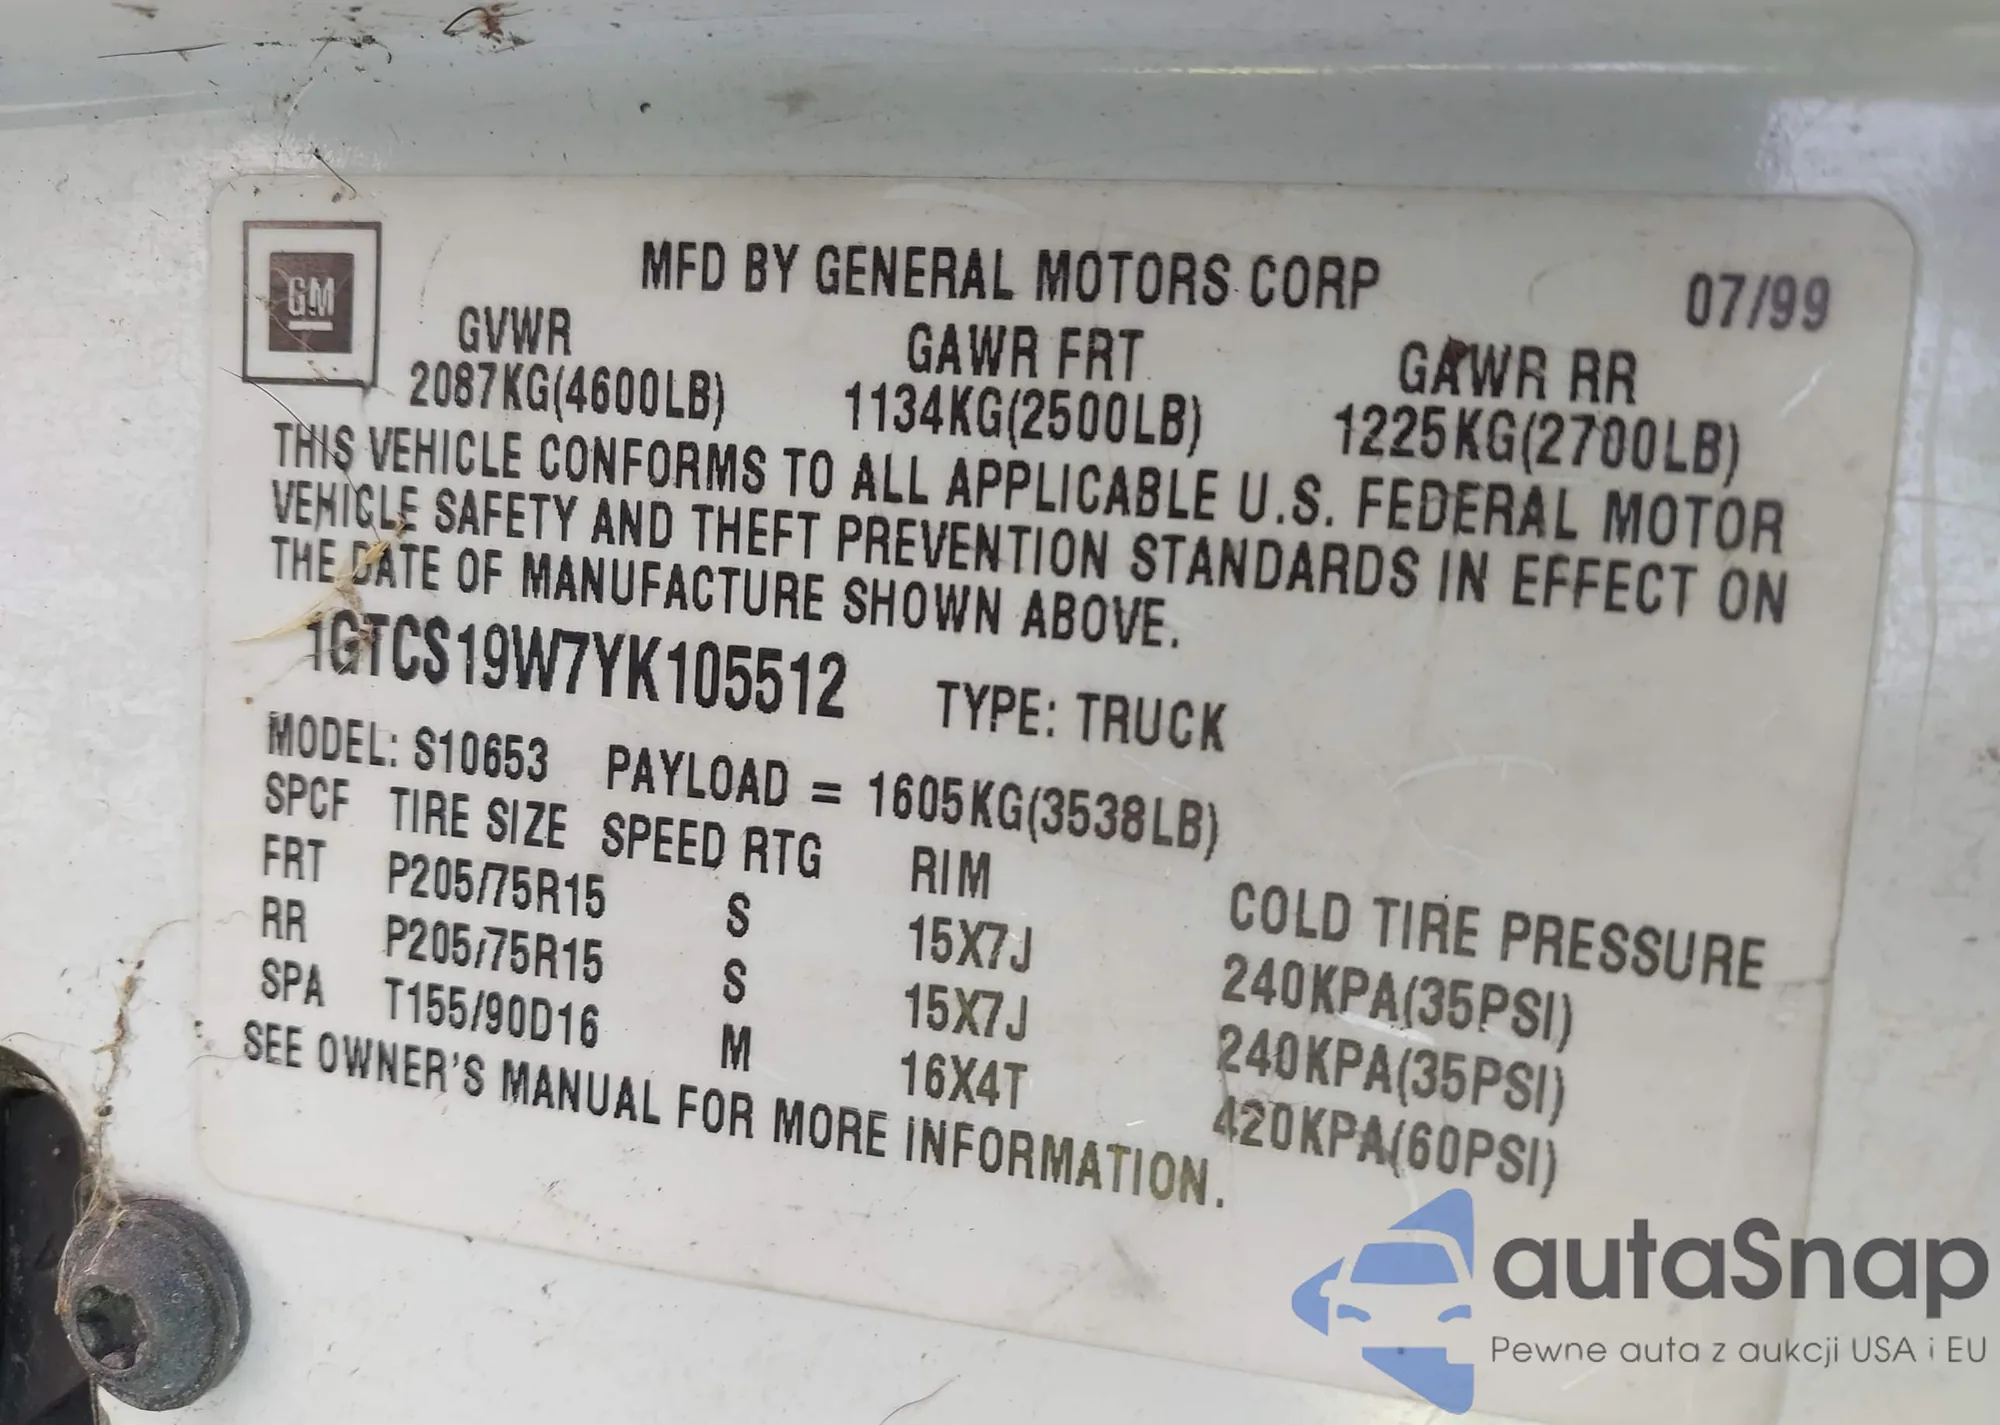 GM
MFD BY GENERAL MOTORS CORP 07/99
GVWR GAWR FRT GAWR RR
2087KG(4600LB) 1134KG(2500LB) 1225KG(2700LB)
THIS VEHICLE CONFORMS TO ALL APPLICABLE U.S. FEDERAL MOTOR
VEHICLE SAFETY AND THEFT PREVENTION STANDARDS IN EFFECT ON
THE DATE OF MANUFACTURE SHOWN ABOVE.
1GTCS19W7YK105512 TYPE: TRUCK
MODEL: S10653 PAYLOAD = 1605KG(3538LB)
SPCF TIRE SIZE SPEED RTG RIM COLD TIRE PRESSURE
FRT P205/75R15 S 15X7J 240KPA(35PSI)
RR P205/75R15 S 15X7J 240KPA(35PSI)
SPA T155/90D16 M 16X4T 420KPA(60PSI)
SEE OWNER'S MANUAL FOR MORE INFORMATION.
autaSnap
Pewne auta z aukcji USA i EU